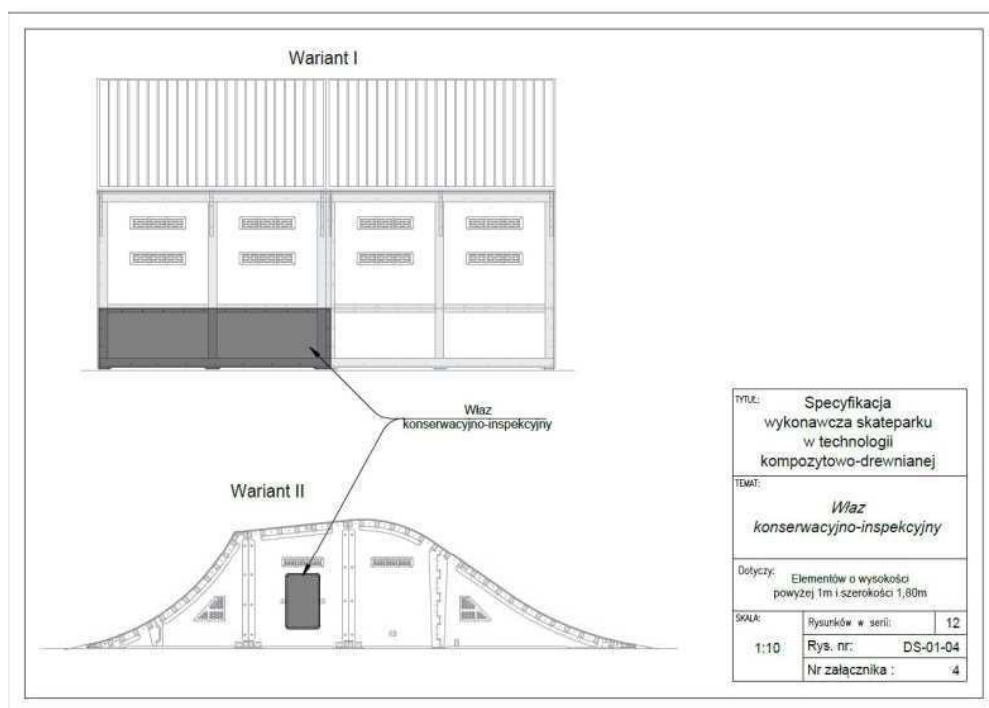 Wariant I
Właz
konserwacyjno-inspekcyjny
Wariant II
TYTUŁ:
Specyfikacja
wykonawcza skateparku
w technologii
kompozytowo-drewnianej
TEMAT:
Właz
konserwacyjno-inspekcyjny
Dotyczy:
Elementów o wysokości
powyżej 1m i szerokości 1,80m
SKALA:
1:10
Rysunków w serii: 12
Rys. nr: DS-01-04
Nr załącznika : 4